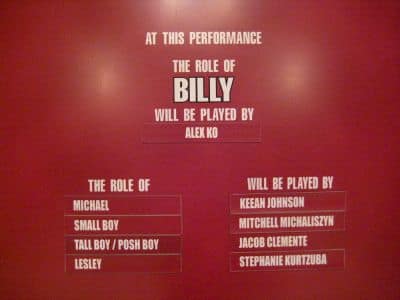 AT THIS PERFORMANCE
THE ROLE OF
BILLY
WILL BE PLAYED BY
ALEX KO
THE ROLE OF
MICHAEL
SMALL BOY
TALL BOY / POSH BOY
LESLEY
WILL BE PLAYED BY
KEEAN JOHNSON
MITCHELL MICHALISZYN
JACOB CLEMENTE
STEPHANIE KURTZUBA